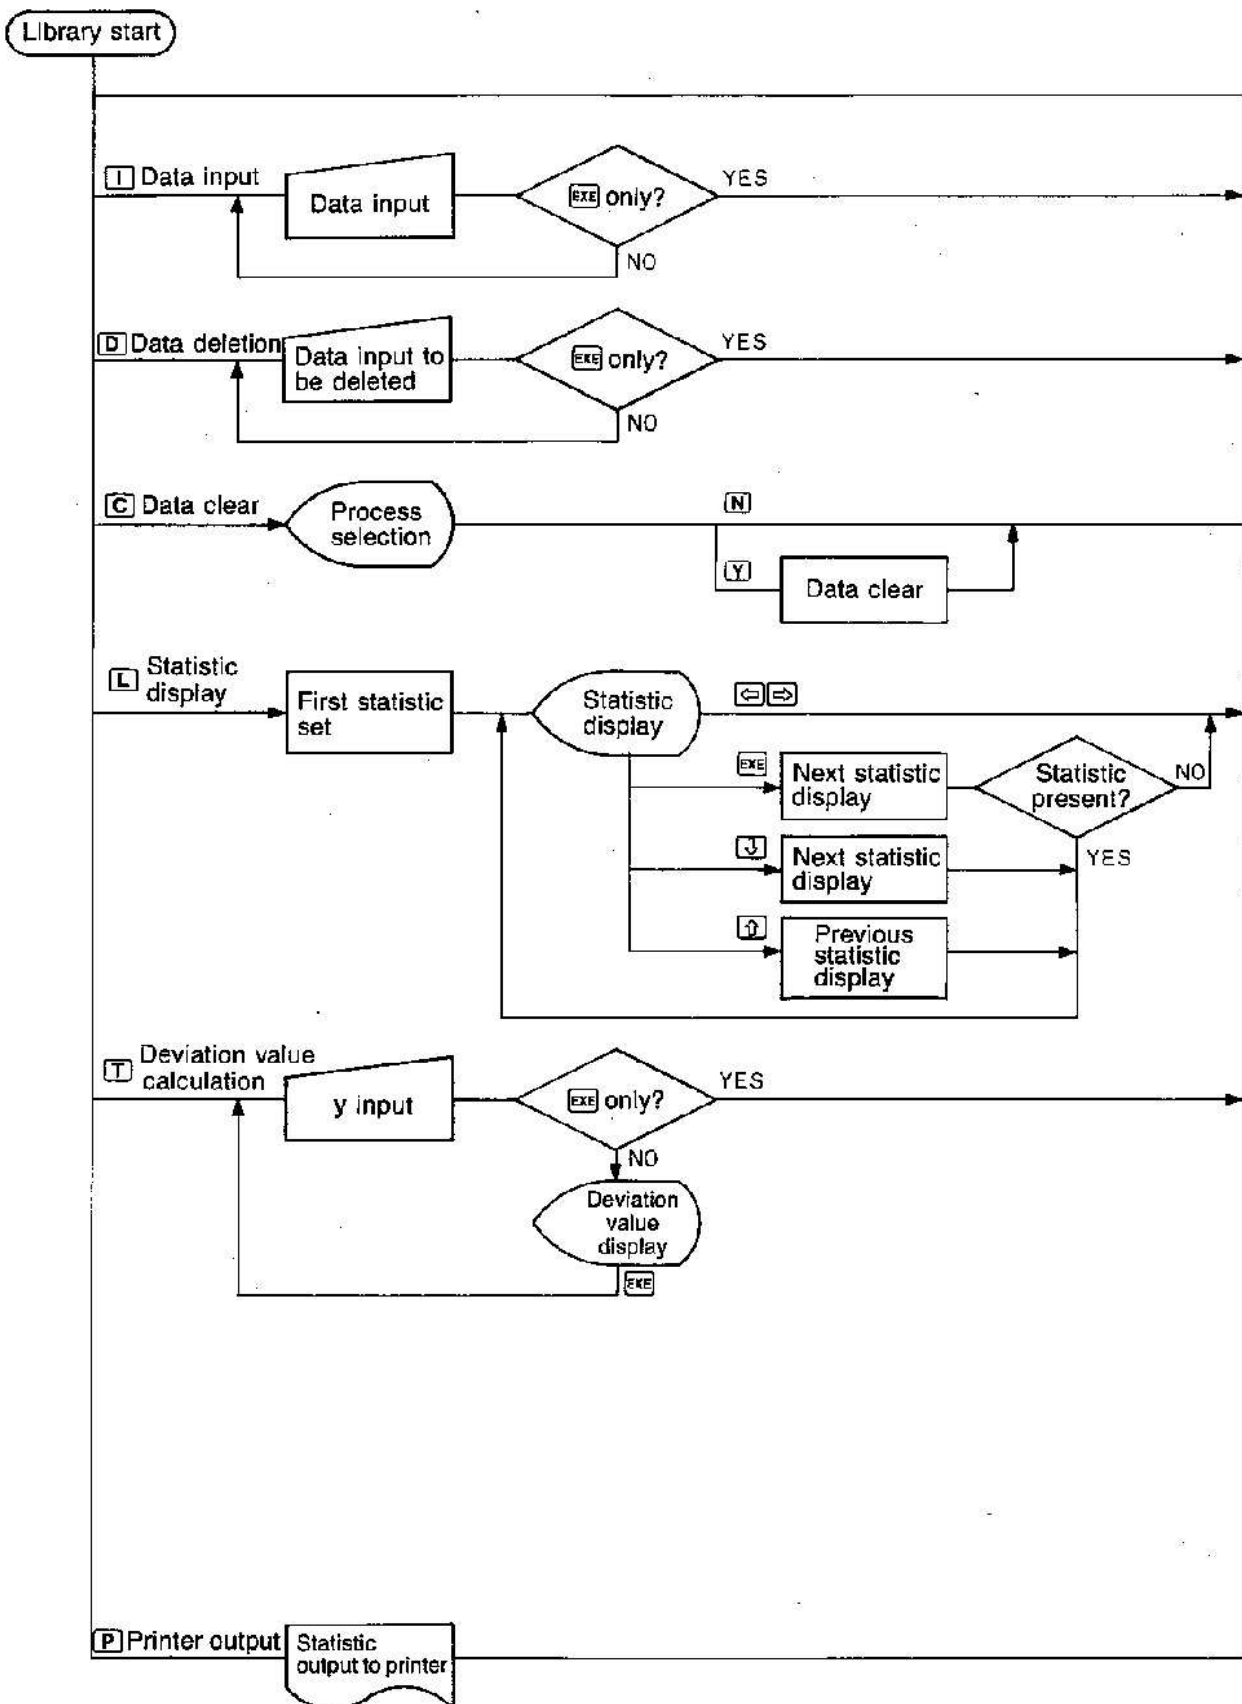 Library start
I Data input
Data input
EXE only?
YES
NO
D Data deletion
Data input to
be deleted
EXE only?
YES
NO
C Data clear
Process
selection
N
Y
Data clear
L Statistic
display
First statistic
set
Statistic
display
⇦ ⇨
EXE
Next statistic
display
Statistic
present?
NO
YES
⇩
Next statistic
display
⇧
Previous
statistic
display
T Deviation value
calculation
y input
EXE only?
YES
NO
Deviation
value
display
EXE
P Printer output
Statistic
output to printer